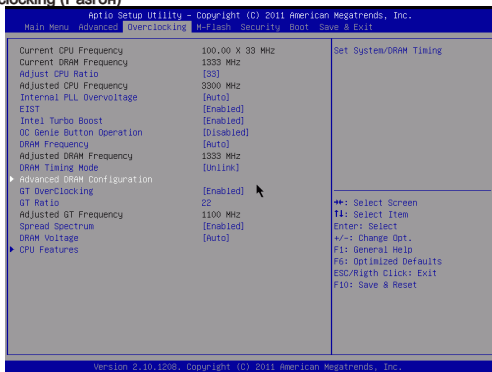 clocking (Разгон)
Aptio Setup Utility – Copyright (C) 2011 American Megatrends, Inc.
Main Menu Advanced Overclocking M-Flash Security Boot Save & Exit
Current CPU Frequency 100.00 X 33 MHz
Current DRAM Frequency 1333 MHz
Adjust CPU Ratio [33]
Adjusted CPU Frequency 3300 MHz
Internal PLL Overvoltage [Auto]
EIST [Enabled]
Intel Turbo Boost [Enabled]
OC Genie Button Operation [Disabled]
DRAM Frequency [Auto]
Adjusted DRAM Frequency 1333 MHz
DRAM Timing Mode [Unlink]
Advanced DRAM Configuration
GT OverClocking [Enabled]
GT Ratio 22
Adjusted GT Frequency 1100 MHz
Spread Spectrum [Enabled]
DRAM Voltage [Auto]
CPU Features
Set System/DRAM Timing
→←: Select Screen
↑↓: Select Item
Enter: Select
+/-: Change Opt.
F1: General Help
F6: Optimized Defaults
ESC/Rigth Click: Exit
F10: Save & Reset
Version 2.10.1208. Copyright (C) 2011 American Megatrends, Inc.